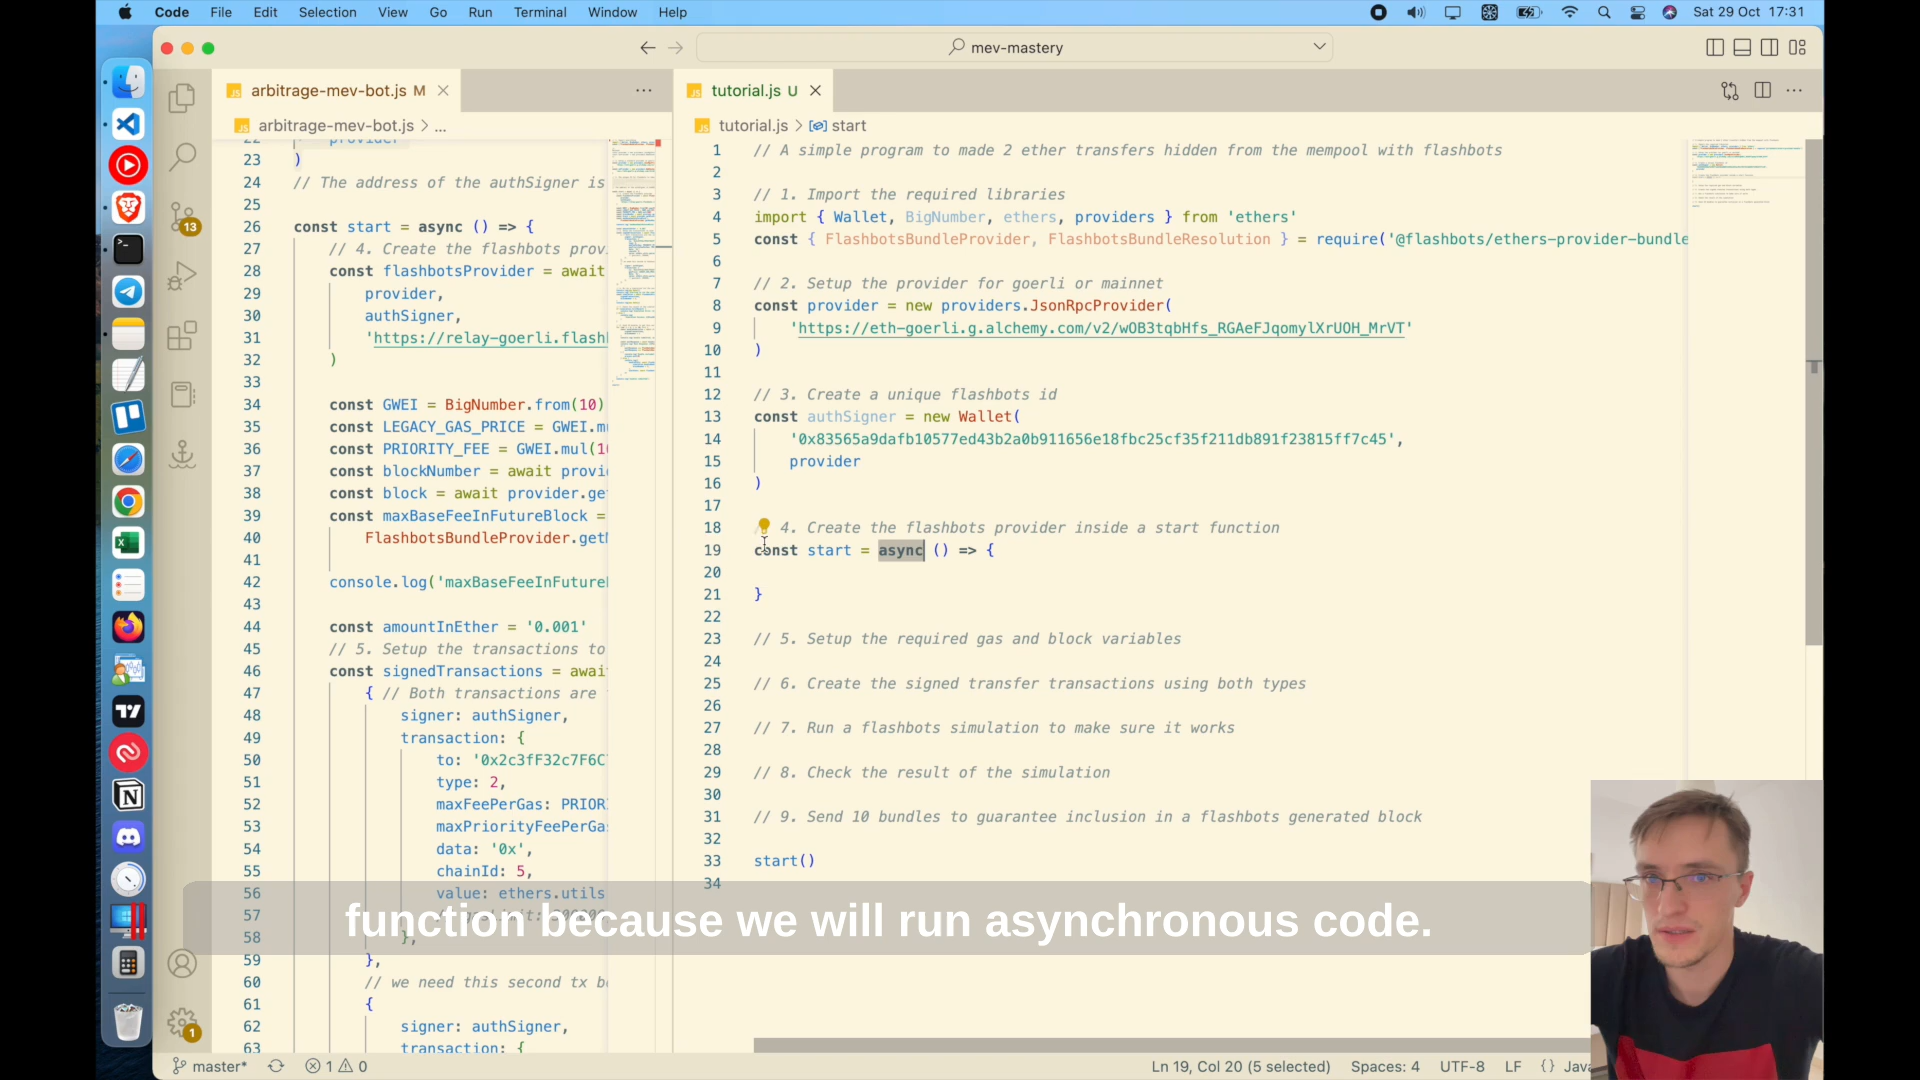 Code File Edit Selection View Go Run Terminal Window Help Sat 29 Oct 17:31
mev-mastery
arbitrage-mev-bot.js M
arbitrage-mev-bot.js > ...
22 provider
23 )
24 // The address of the authSigner is
25
26 const start = async () => {
27 // 4. Create the flashbots prov
28 const flashbotsProvider = await
29 provider,
30 authSigner,
31 'https://relay-goerli.flash
32 )
33
34 const GWEI = BigNumber.from(10)
35 const LEGACY_GAS_PRICE = GWEI.m
36 const PRIORITY_FEE = GWEI.mul(1
37 const blockNumber = await provi
38 const block = await provider.ge
39 const maxBaseFeeInFutureBlock =
40 FlashbotsBundleProvider.get
41
42 console.log('maxBaseFeeInFuture
43
44 const amountInEther = '0.001'
45 // 5. Setup the transactions to
46 const signedTransactions = awai
47 { // Both transactions are
48 signer: authSigner,
49 transaction: {
50 to: '0x2c3fF32c7F6C
51 type: 2,
52 maxFeePerGas: PRIOR
53 maxPriorityFeePerGa
54 data: '0x',
55 chainId: 5,
56 value: ethers.utils
57
58 },
59 },
60 // we need this second tx b
61 {
62 signer: authSigner,
63 transaction: {
tutorial.js U
tutorial.js > start
1 // A simple program to made 2 ether transfers hidden from the mempool with flashbots
2
3 // 1. Import the required libraries
4 import { Wallet, BigNumber, ethers, providers } from 'ethers'
5 const { FlashbotsBundleProvider, FlashbotsBundleResolution } = require('@flashbots/ethers-provider-bundle
6
7 // 2. Setup the provider for goerli or mainnet
8 const provider = new providers.JsonRpcProvider(
9 'https://eth-goerli.g.alchemy.com/v2/wOB3tqbHfs_RGAeFJqomylXrUOH_MrVT'
10 )
11
12 // 3. Create a unique flashbots id
13 const authSigner = new Wallet(
14 '0x83565a9dafb10577ed43b2a0b911656e18fbc25cf35f211db891f23815ff7c45',
15 provider
16 )
17
18 4. Create the flashbots provider inside a start function
19 const start = async () => {
20
21 }
22
23 // 5. Setup the required gas and block variables
24
25 // 6. Create the signed transfer transactions using both types
26
27 // 7. Run a flashbots simulation to make sure it works
28
29 // 8. Check the result of the simulation
30
31 // 9. Send 10 bundles to guarantee inclusion in a flashbots generated block
32
33 start()
34
function because we will run asynchronous code.
13
1
master* 1 0 Ln 19, Col 20 (5 selected) Spaces: 4 UTF-8 LF {} Java